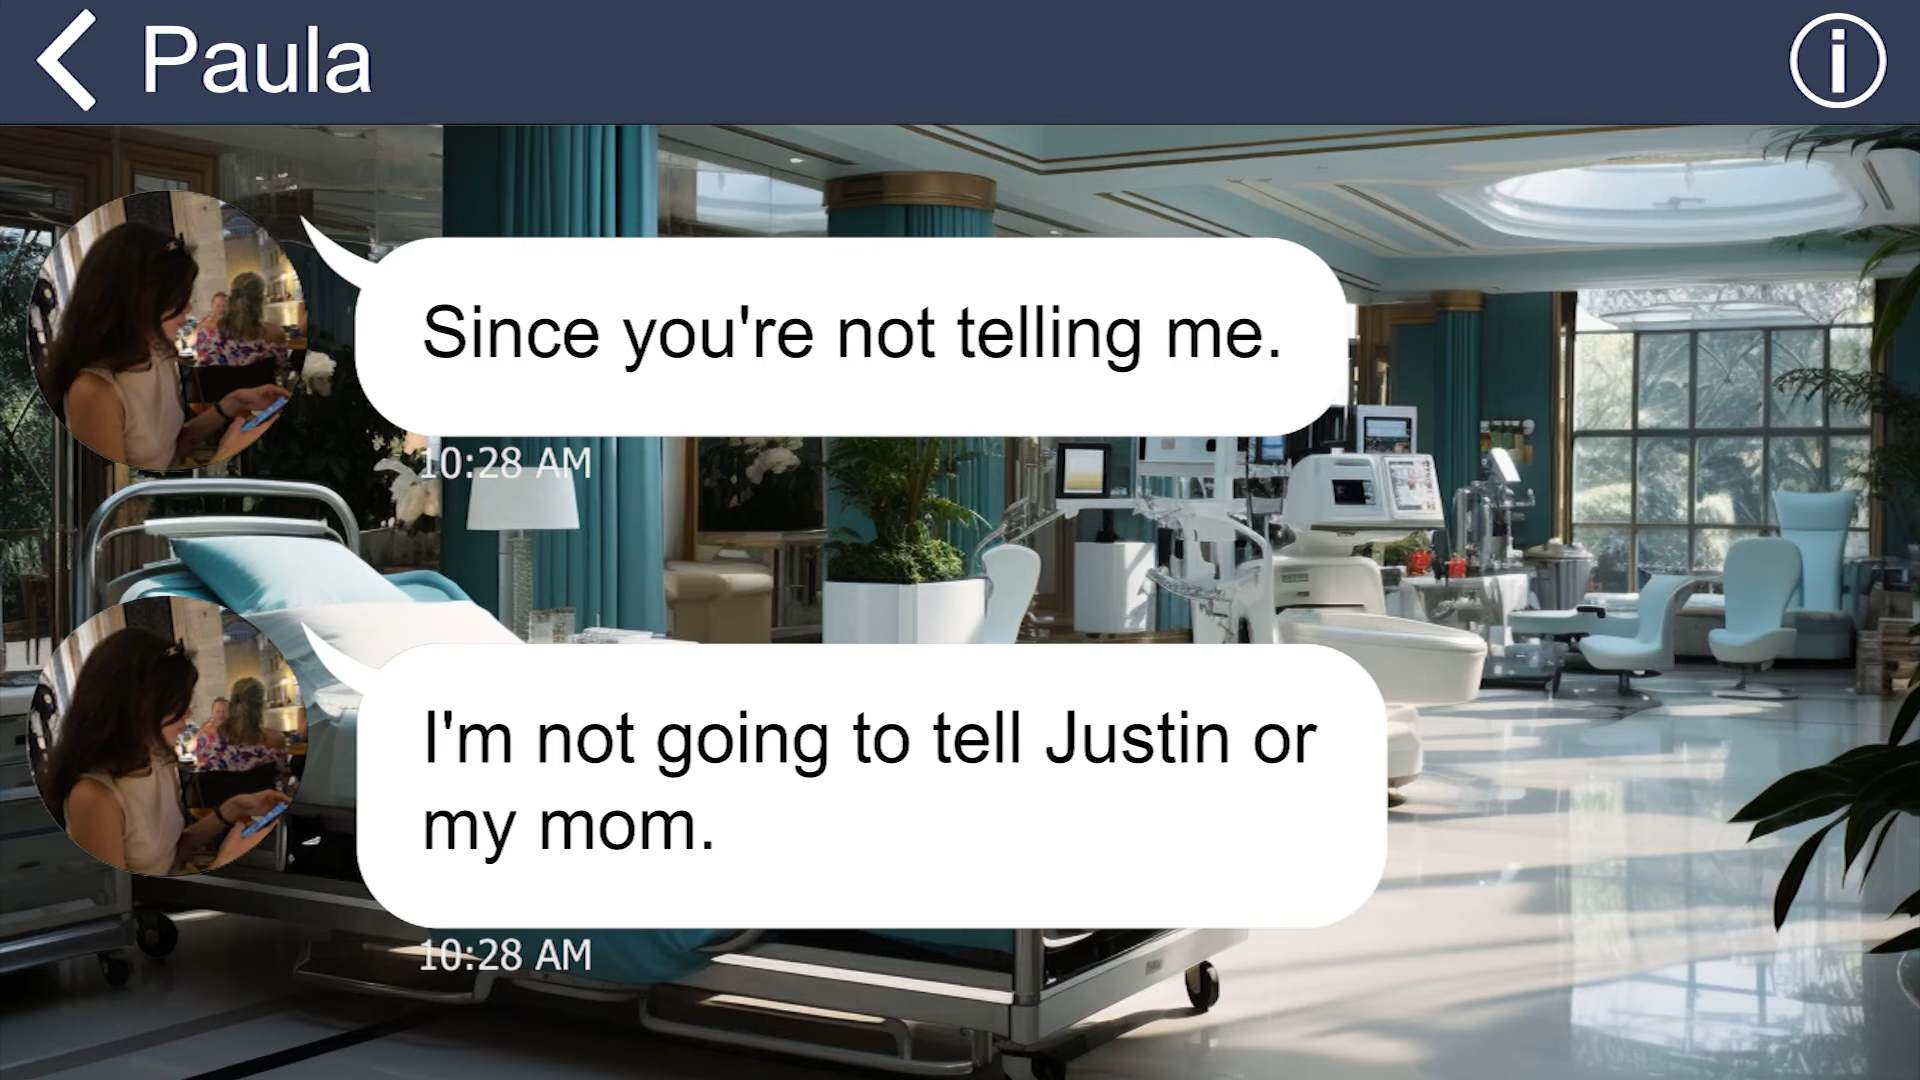 Paula
Since you're not telling me.
10:28 AM
I'm not going to tell Justin or
my mom.
10:28 AM